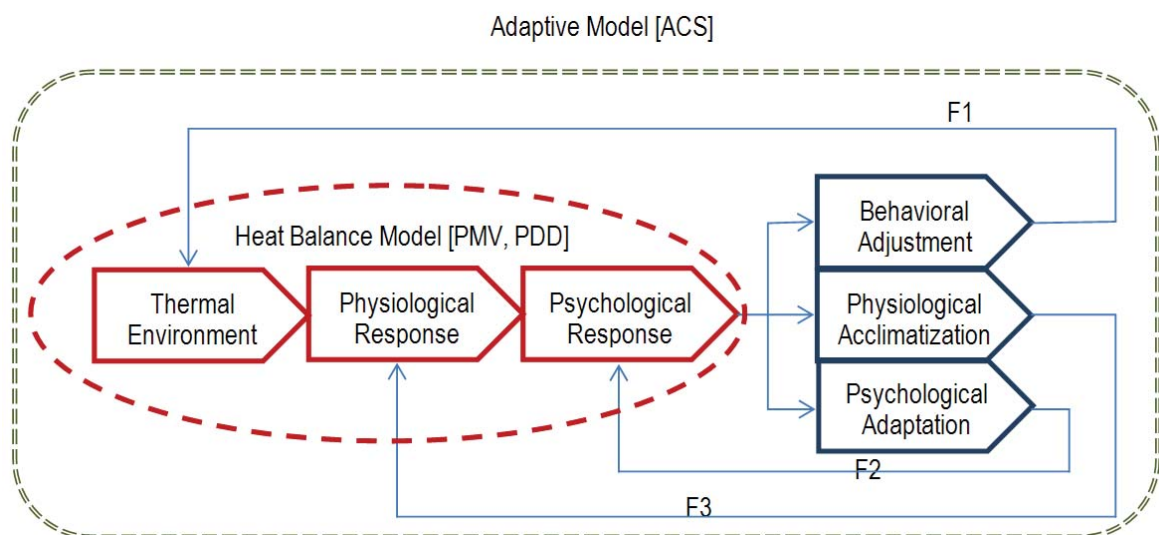 Adaptive Model [ACS]
F1
Heat Balance Model [PMV, PDD]
Thermal
Environment
Physiological
Response
Psychological
Response
Behavioral
Adjustment
Physiological
Acclimatization
Psychological
Adaptation
F2
F3